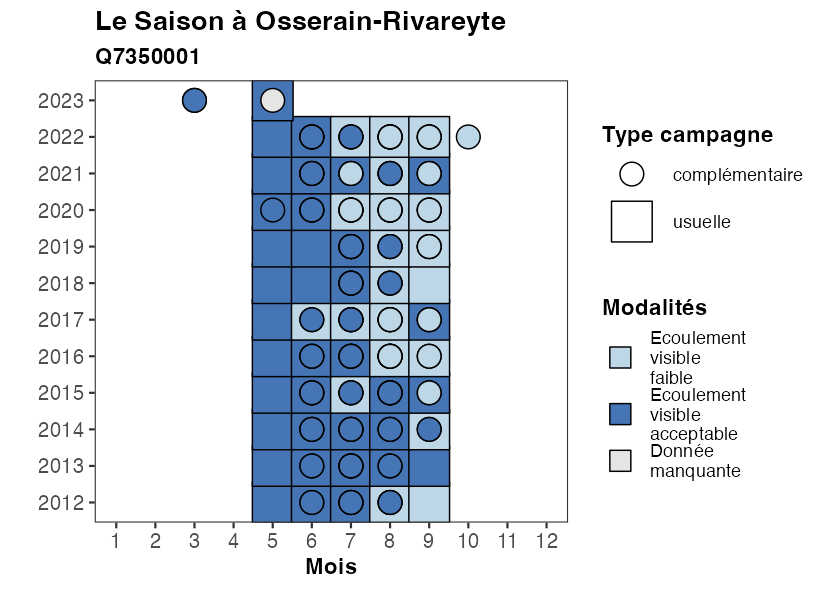 Le Saison à Osserain-Rivareyte
Q7350001
2023
2022
2021
2020
2019
2018
2017
2016
2015
2014
2013
2012
1 2 3 4 5 6 7 8 9 10 11 12
Mois
Type campagne
complémentaire
usuelle
Modalités
Ecoulement
visible
faible
Ecoulement
visible
acceptable
Donnée
manquante